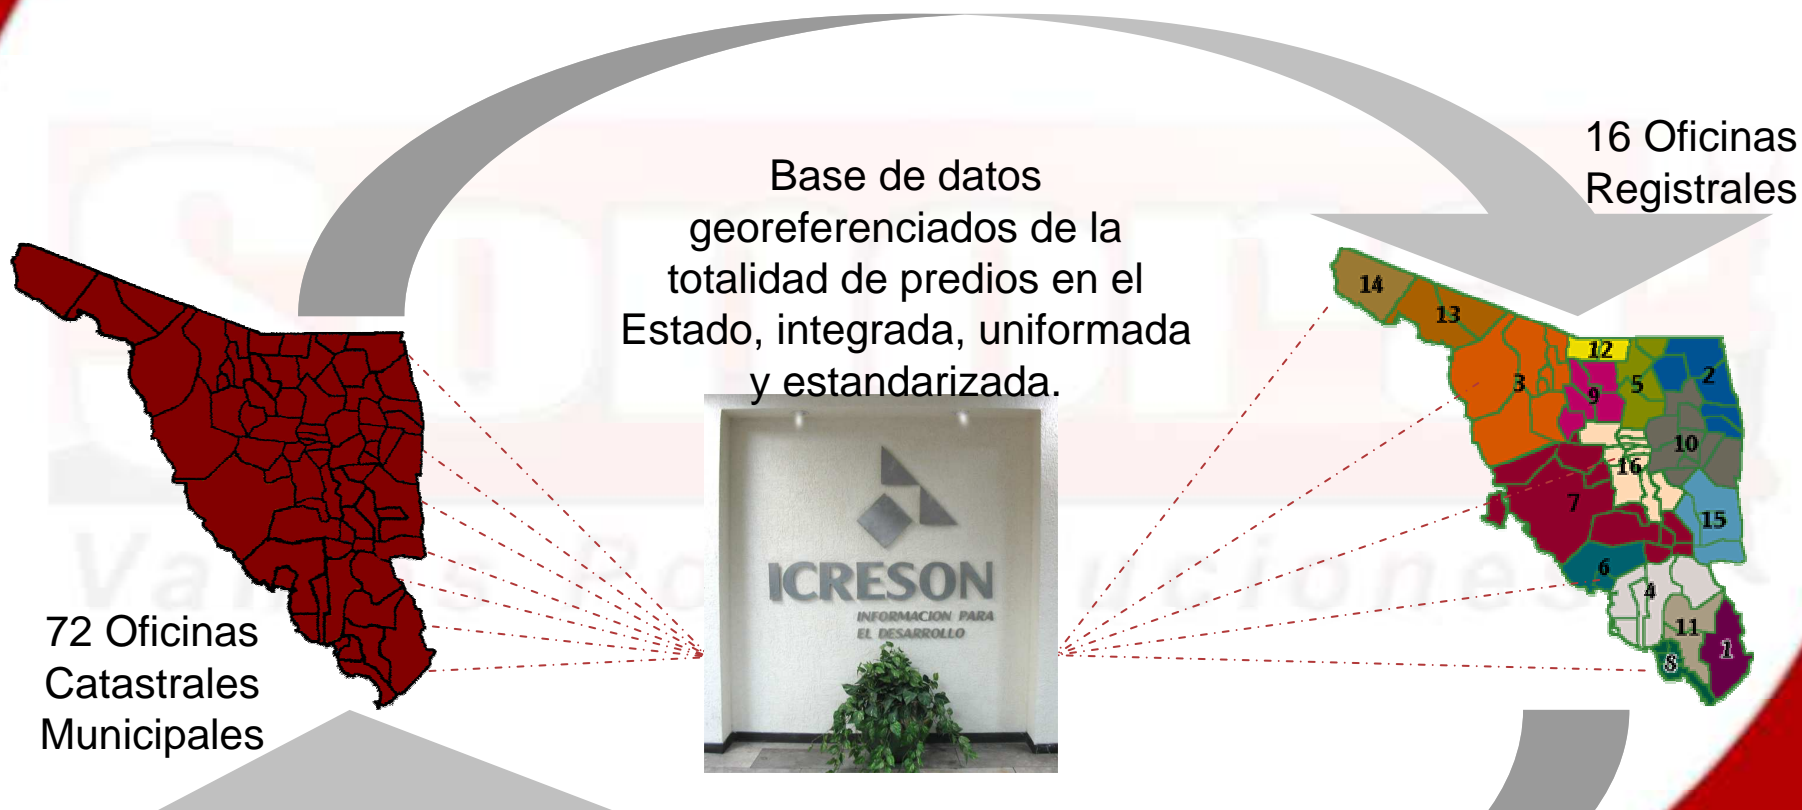 16 Oficinas
Registrales
Base de datos
georeferenciados de la
totalidad de predios en el
Estado, integrada, uniformada
y estandarizada.
72 Oficinas
Catastrales
Municipales
ICRESON
INFORMACION PARA
EL DESARROLLO
14
13
12
3
9
5
2
10
16
7
15
6
4
11
8
1
Sonora